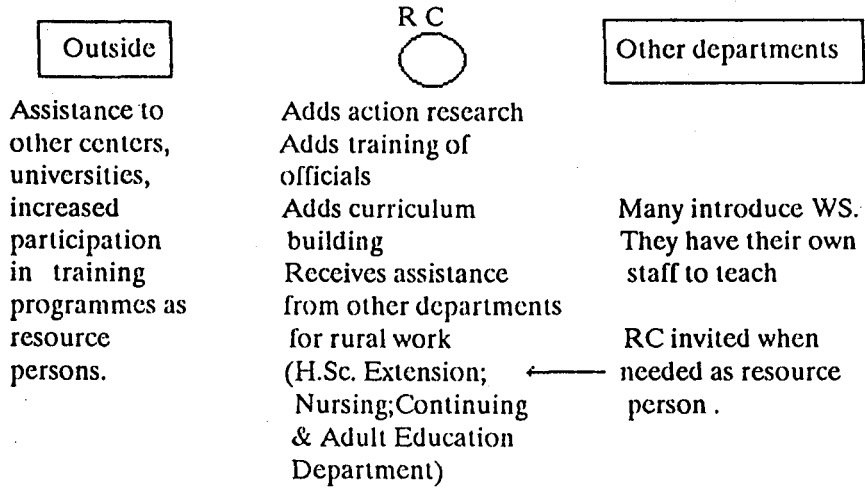 R C
Outside
Other departments
Assistance to
other centers,
universities,
increased
participation
in training
programmes as
resource
persons.
Adds action research
Adds training of
officials
Adds curriculum
building
Receives assistance
from other departments
for rural work
(H.Sc. Extension;
Nursing;Continuing
& Adult Education
Department)
Many introduce WS.
They have their own
staff to teach
RC invited when
needed as resource
person .